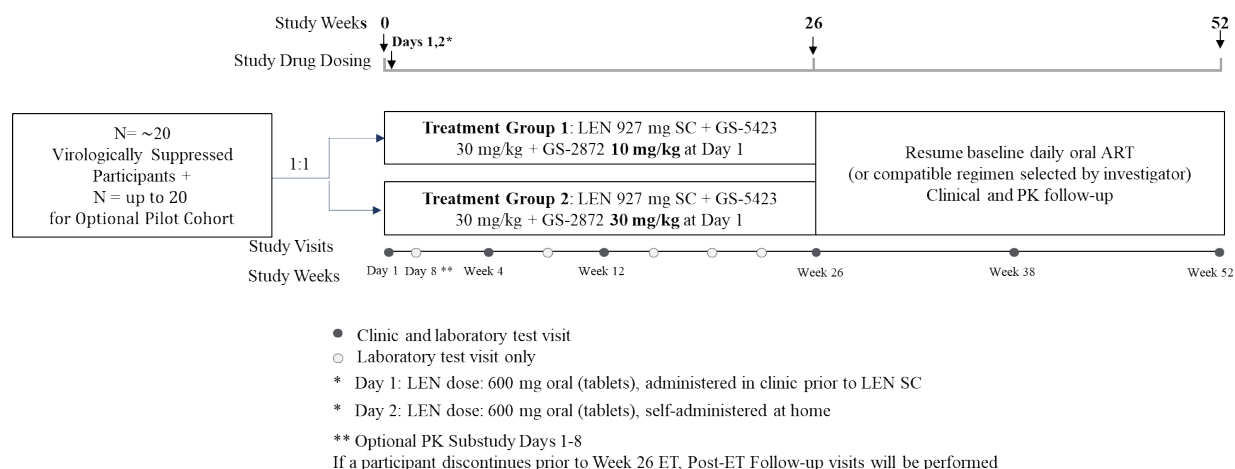 Study Weeks 0 26 52
Days 1,2*
Study Drug Dosing
N= ~20
Virologically Suppressed
Participants +
N = up to 20
for Optional Pilot Cohort
1:1
Treatment Group 1: LEN 927 mg SC + GS-5423
30 mg/kg + GS-2872 10 mg/kg at Day 1
Treatment Group 2: LEN 927 mg SC + GS-5423
30 mg/kg + GS-2872 30 mg/kg at Day 1
Resume baseline daily oral ART
(or compatible regimen selected by investigator)
Clinical and PK follow-up
Study Visits
Study Weeks
Day 1 Day 8 ** Week 4 Week 12 Week 26 Week 38 Week 52
Clinic and laboratory test visit
Laboratory test visit only
* Day 1: LEN dose: 600 mg oral (tablets), administered in clinic prior to LEN SC
* Day 2: LEN dose: 600 mg oral (tablets), self-administered at home
** Optional PK Substudy Days 1-8
If a participant discontinues prior to Week 26 ET, Post-ET Follow-up visits will be performed